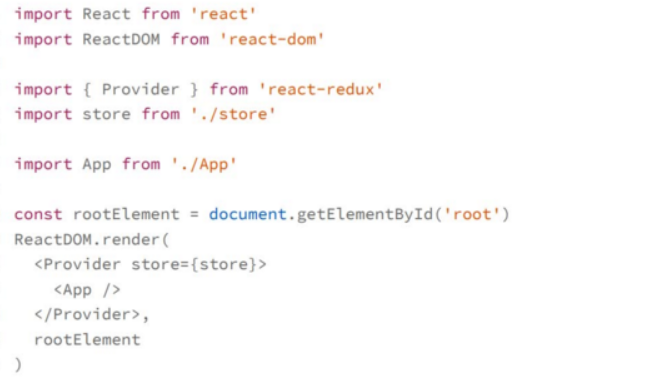 import React from 'react'
import ReactDOM from 'react-dom'
import { Provider } from 'react-redux'
import store from './store'
import App from './App'
const rootElement = document.getElementById('root')
ReactDOM.render(
  <Provider store={store}>
    <App />
  </Provider>,
  rootElement
)